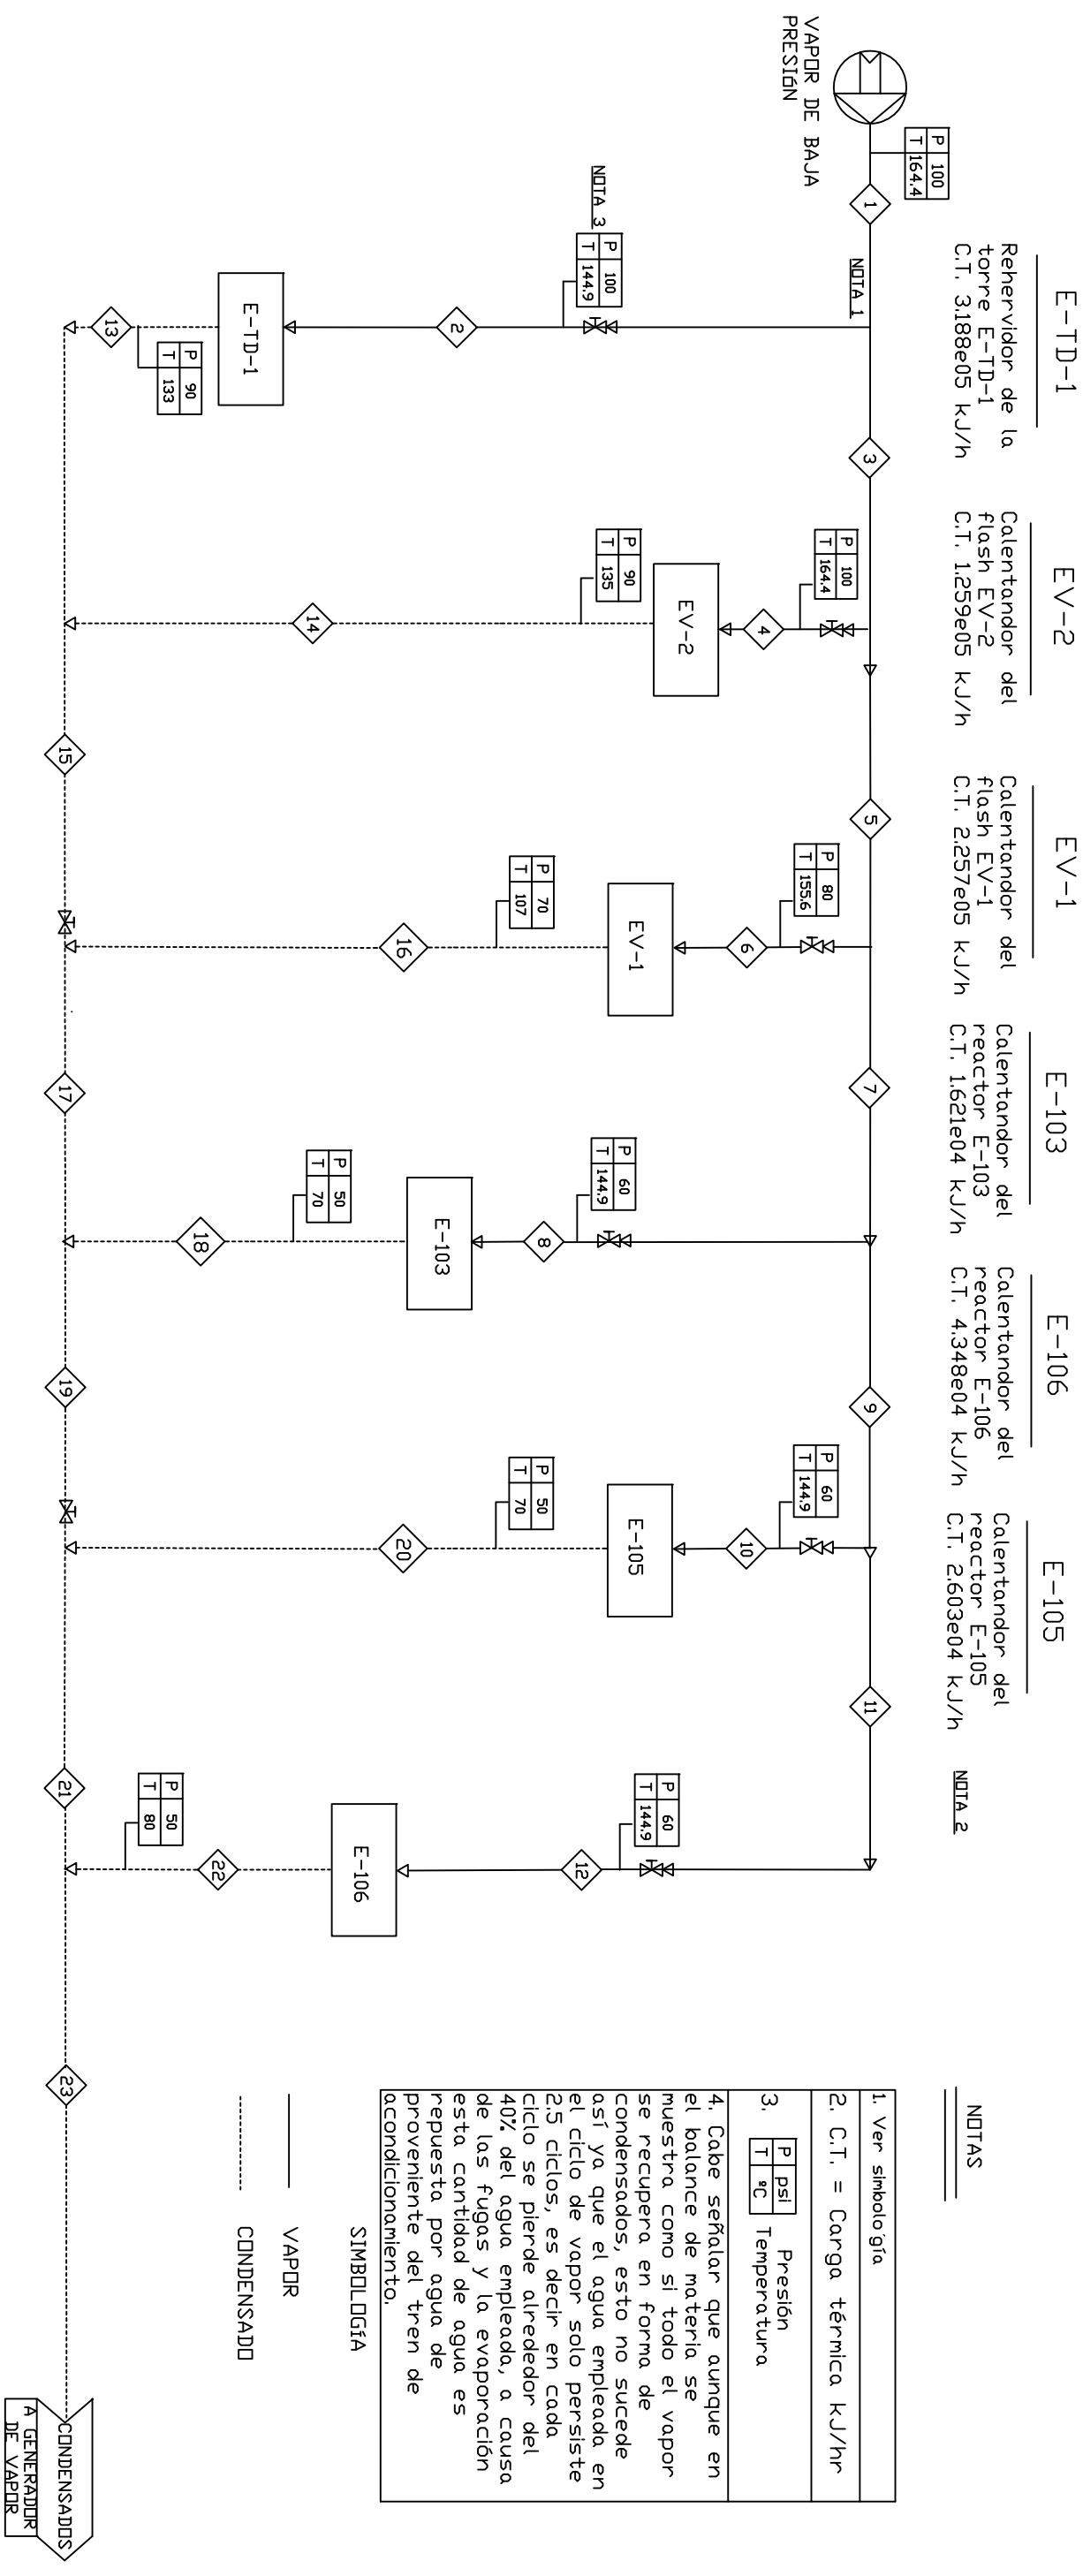 E-TD-1
Rehervidor de la
torre E-TD-1
C.T. 3.188e05 kJ/h
EV-2
Calentandor del
flash EV-2
C.T. 1.259e05 kJ/h
EV-1
Calentandor del
flash EV-1
C.T. 2.257e05 kJ/h
E-103
Calentandor del
reactor E-103
C.T. 1.621e04 kJ/h
E-106
Calentandor del
reactor E-106
C.T. 4.348e04 kJ/h
E-105
Calentandor del
reactor E-105
C.T. 2.603e04 kJ/h
NOTA 2
P 100
T 164.4
VAPOR DE BAJA
PRESIÓN
1
NOTA 1
3
5
7
9
11
NOTA 3
P 100
T 144.9
2
E-TD-1
P 90
T 133
13
P 100
T 164.4
4
EV-2
P 90
T 135
14
P 80
T 155.6
6
EV-1
P 70
T 107
16
P 60
T 144.9
8
E-103
P 50
T 70
18
P 60
T 144.9
10
E-105
P 50
T 70
20
P 60
T 144.9
12
E-106
P 50
T 80
22
15
17
19
21
23
NOTAS
1. Ver simbolo´gía
2. C.T. = Carga térmica kJ/hr
3. P psi Presión
T ºC Temperatura
4. Cabe señalar que aunque en
el balance de materia se
muestra como si todo el vapor
se recupera en forma de
condensados, esto no sucede
así ya que el agua empleada en
el ciclo de vapor solo persiste
2.5 ciclos, es decir en cada
ciclo se pierde alrededor del
40% del agua empleada, a causa
de las fugas y la evaporación
esta cantidad de agua es
repuesta por agua de
proveniente del tren de
acondicionamiento.
SIMBOLOGÍA
VAPOR
CONDENSADO
CONDENSADOS
A GENERADOR
DE VAPOR